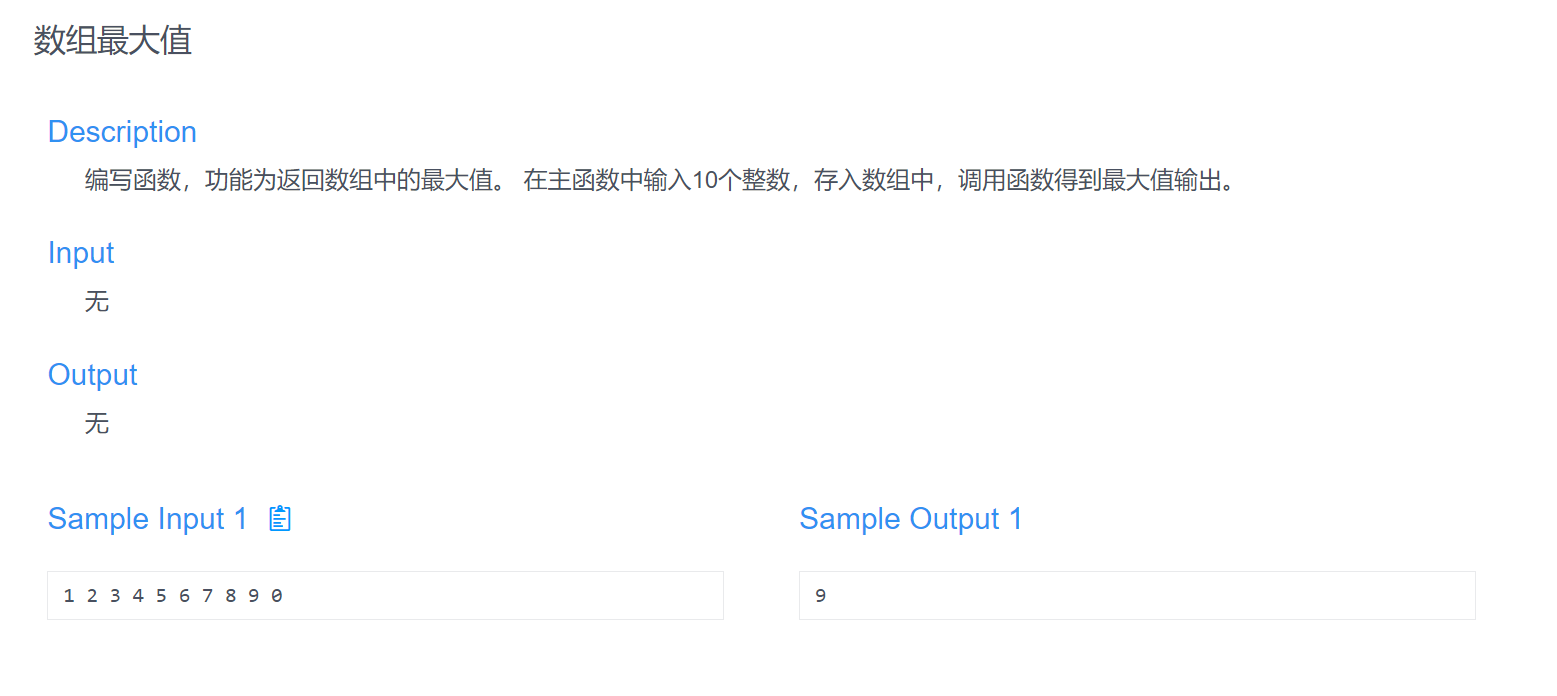 数组最大值
Description
编写函数，功能为返回数组中的最大值。 在主函数中输入10个整数，存入数组中，调用函数得到最大值输出。
Input
无
Output
无
Sample Input 1
Sample Output 1
1 2 3 4 5 6 7 8 9 0
9